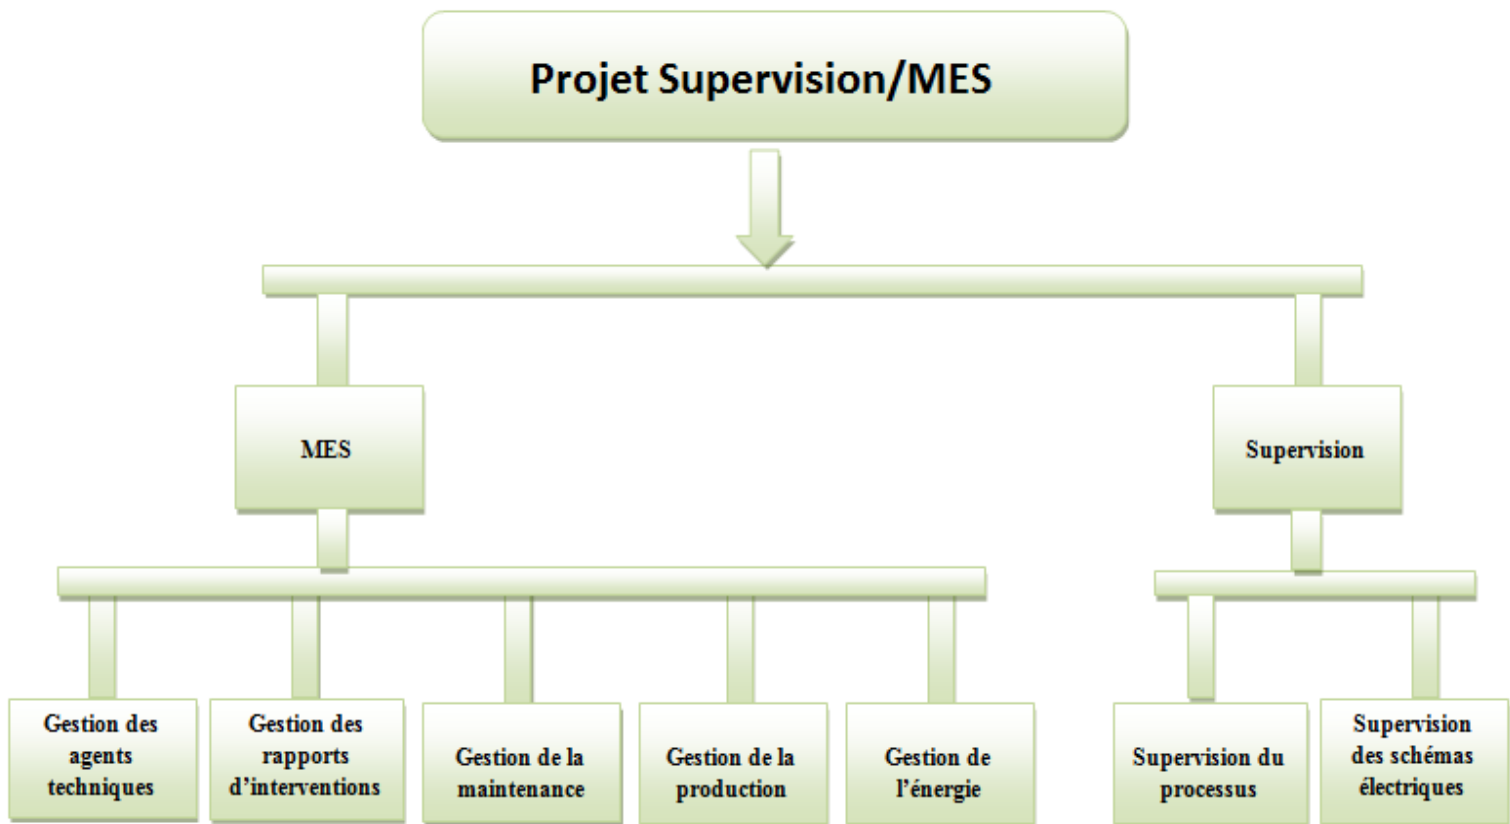 Projet Supervision/MES
MES
Supervision
Gestion des
agents
techniques
Gestion des
rapports
d’interventions
Gestion de la
maintenance
Gestion de la
production
Gestion de
l’énergie
Supervision du
processus
Supervision
des schémas
électriques